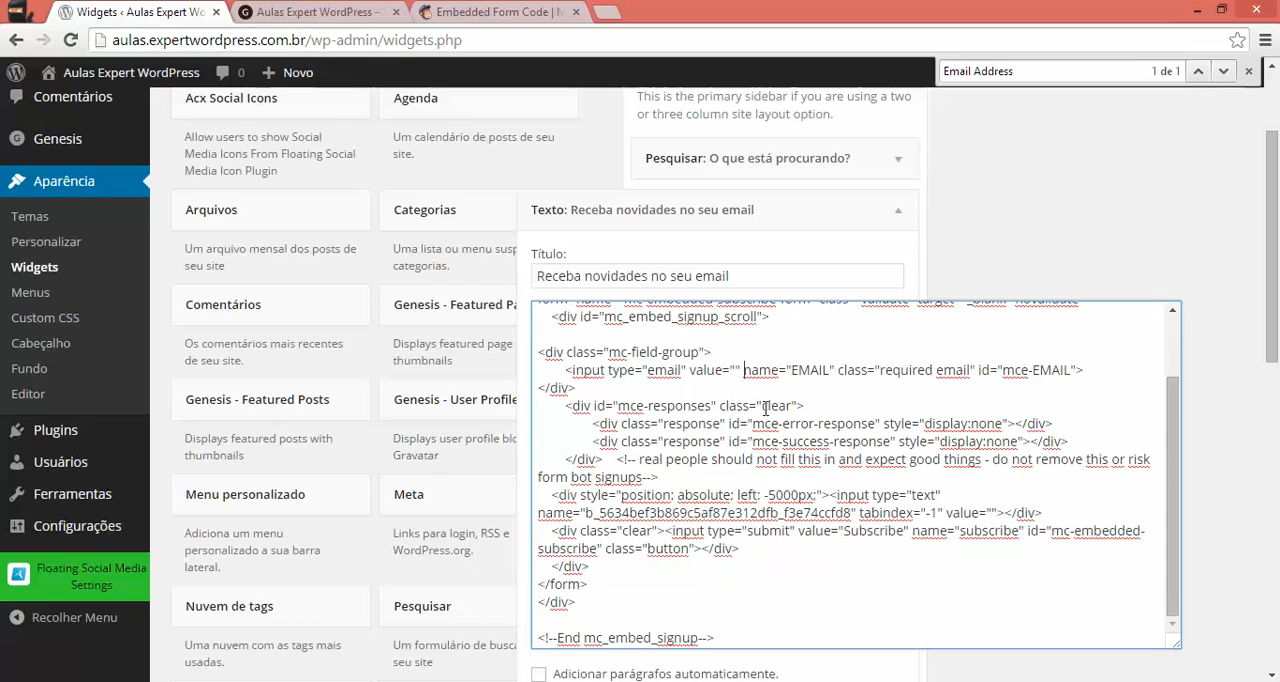 Widgets ‹ Aulas Expert W
Aulas Expert WordPress –
Embedded Form Code | M
aulas.expertwordpress.com.br/wp-admin/widgets.php
Aulas Expert WordPress 0 Novo
Email Address 1 de 1
Comentários
Genesis
Aparência
Temas
Personalizar
Widgets
Menus
Custom CSS
Cabeçalho
Fundo
Editor
Plugins
Usuários
Ferramentas
Configurações
Floating Social Media
Settings
Recolher Menu
Acx Social Icons
Allow users to show Social
Media Icons From Floating Social
Media Icon Plugin
Agenda
Um calendário de posts de seu
site.
Arquivos
Um arquivo mensal dos posts de
seu site
Categorias
Uma lista ou menu susp
categorias.
Comentários
Os comentários mais recentes
de seu site.
Genesis - Featured Pa
Displays featured page
thumbnails
Genesis - Featured Posts
Displays featured posts with
thumbnails
Genesis - User Profile
Displays user profile blo
Gravatar
Menu personalizado
Adiciona um menu
personalizado a sua barra
lateral.
Meta
Links para login, RSS e
WordPress.org.
Nuvem de tags
Uma nuvem com as tags mais
usadas.
Pesquisar
Um formulário de busca
seu site
This is the primary sidebar if you are using a two
or three column site layout option.
Pesquisar: O que está procurando?
Texto: Receba novidades no seu email
Título:
Receba novidades no seu email
form" name="mc-embedded-subscribe-form" class="validate" target="_blank" novalidate>
<div id="mc_embed_signup_scroll">
<div class="mc-field-group">
<input type="email" value="" name="EMAIL" class="required email" id="mce-EMAIL">
</div>
<div id="mce-responses" class="clear">
<div class="response" id="mce-error-response" style="display:none"></div>
<div class="response" id="mce-success-response" style="display:none"></div>
</div> <!-- real people should not fill this in and expect good things - do not remove this or risk
form bot signups-->
<div style="position: absolute; left: -5000px;"><input type="text"
name="b_5634bef3b869c5af87e312dfb_f3e74ccfd8" tabindex="-1" value=""></div>
<div class="clear"><input type="submit" value="Subscribe" name="subscribe" id="mc-embedded-
subscribe" class="button"></div>
</div>
</form>
</div>
<!--End mc_embed_signup-->
Adicionar parágrafos automaticamente.